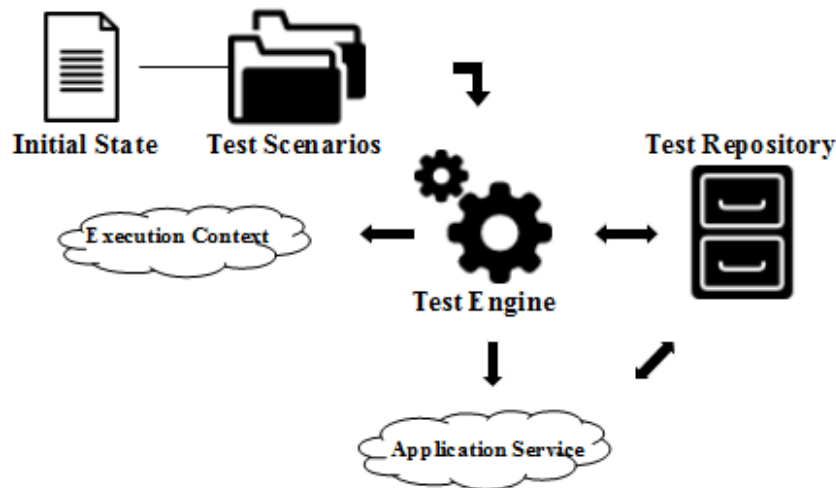 Initial State
Test Scenarios
Test Repository
Execution Context
Test Engine
Application Service